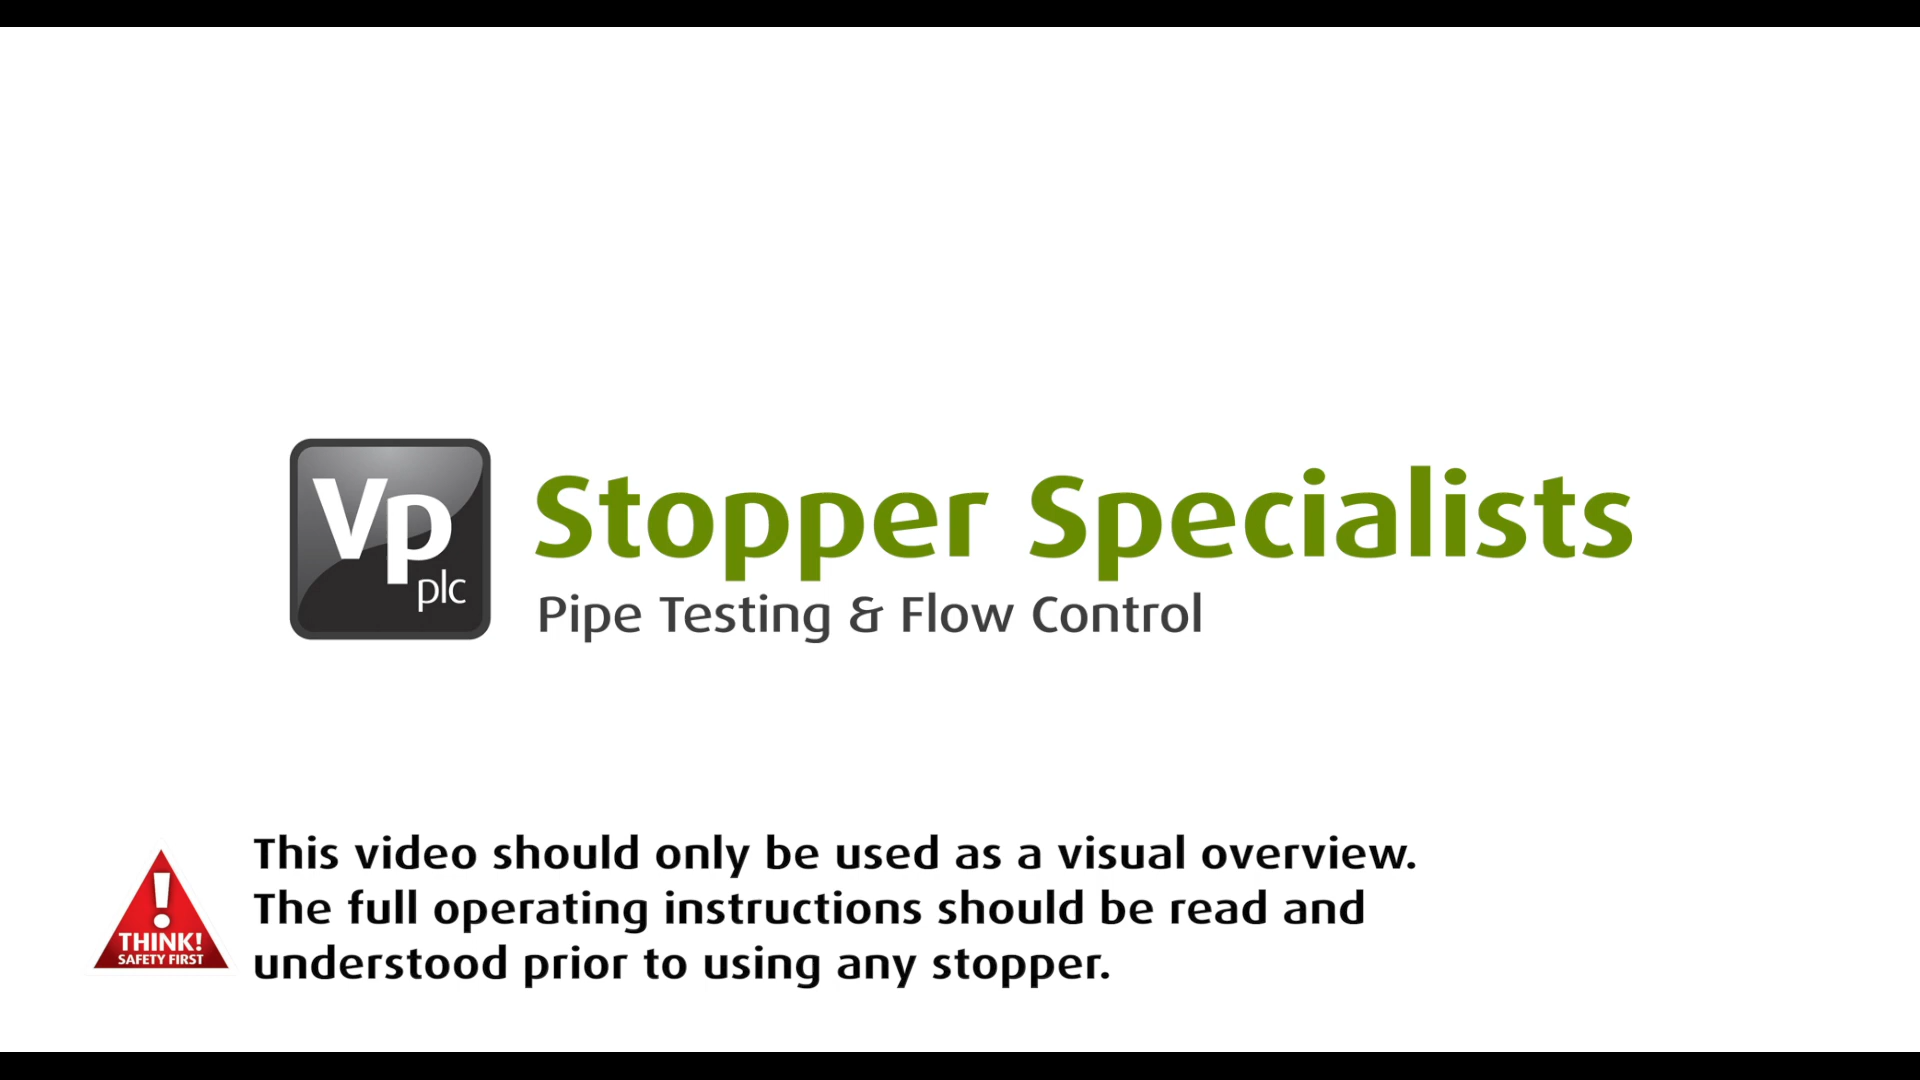 Vp
plc
Stopper Specialists
Pipe Testing & Flow Control
THINK!
SAFETY FIRST
This video should only be used as a visual overview.
The full operating instructions should be read and
understood prior to using any stopper.